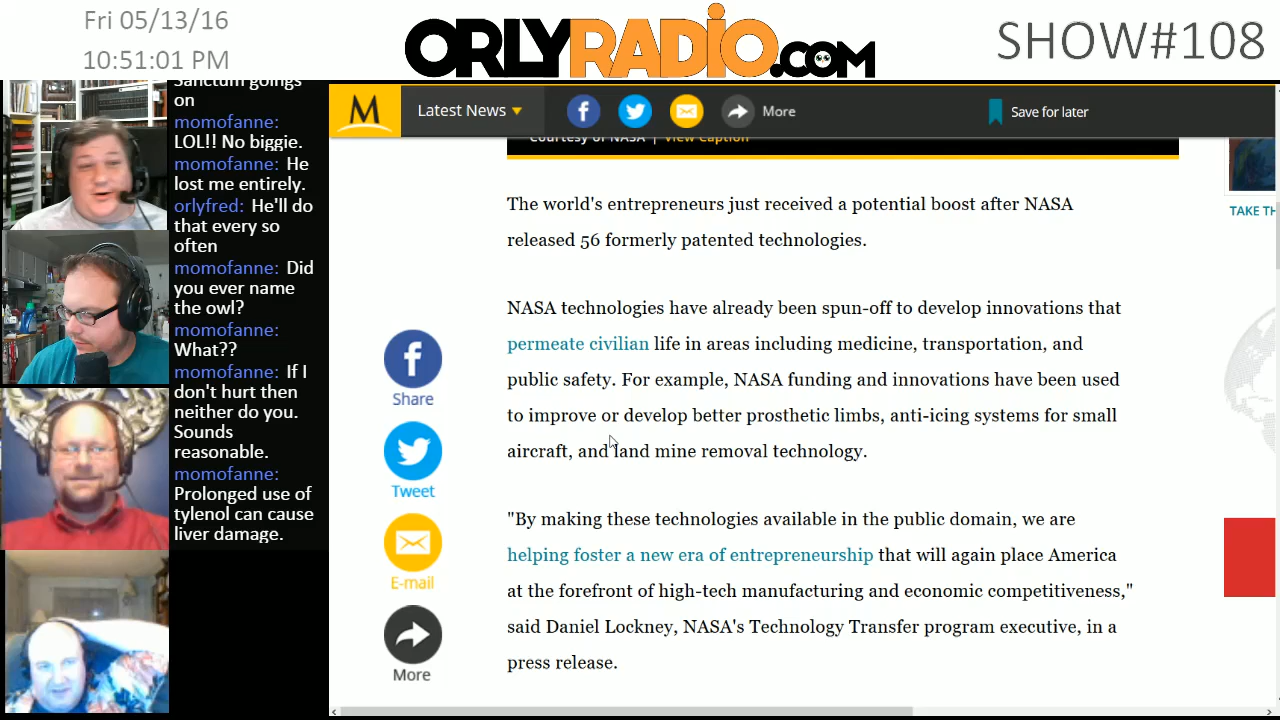 Fri 05/13/16
10:51:01 PM
ORLYRADiO.COM
SHOW#108
Sanctum goings
on
momofanne:
LOL!! No biggie.
momofanne: He
lost me entirely.
orlyfred: He'll do
that every so
often
momofanne: Did
you ever name
the owl?
momofanne:
What??
momofanne: If I
don't hurt then
neither do you.
Sounds
reasonable.
momofanne:
Prolonged use of
tylenol can cause
liver damage.
M
Latest News
More
Save for later
Courtesy of NASA | View Caption
TAKE TH
The world's entrepreneurs just received a potential boost after NASA
released 56 formerly patented technologies.
NASA technologies have already been spun-off to develop innovations that
permeate civilian life in areas including medicine, transportation, and
public safety. For example, NASA funding and innovations have been used
to improve or develop better prosthetic limbs, anti-icing systems for small
aircraft, and land mine removal technology.
"By making these technologies available in the public domain, we are
helping foster a new era of entrepreneurship that will again place America
at the forefront of high-tech manufacturing and economic competitiveness,"
said Daniel Lockney, NASA's Technology Transfer program executive, in a
press release.
Share
Tweet
E-mail
More